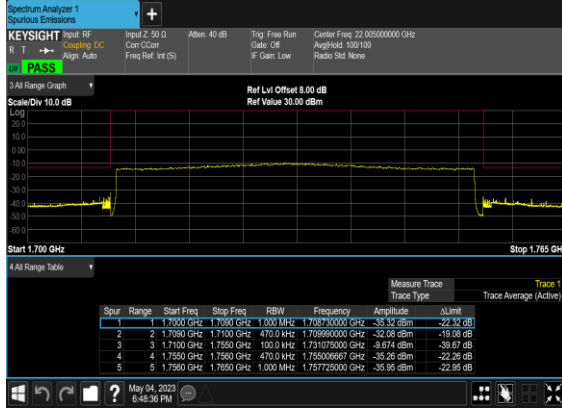 Spectrum Analyzer 1
Spurious Emissions
+
KEYSIGHT Input: RF Input Z: 50 Ω Atten: 40 dB Trig: Free Run Center Freq: 22.005000000 GHz
R T Coupling: DC Corr CCorr Gate: Off Avg|Hold: 100/100
Align: Auto Freq Ref: Int (S) IF Gain: Low Radio Std: None
PASS
3 All Range Graph
Ref Lvl Offset 8.00 dB
Scale/Div 10.0 dB Ref Value 30.00 dBm
Log
20.0
10.0
0.00
-10.0
-20.0
-30.0
-40.0
-50.0
-60.0
Start 1.700 GHz Stop 1.765 GH
4 All Range Table
Measure Trace Trace 1
Trace Type Trace Average (Active)
Spur Range Start Freq Stop Freq RBW Frequency Amplitude ΔLimit
1 1 1.7000 GHz 1.7090 GHz 1.000 MHz 1.708730000 GHz -35.32 dBm -22.32 dB
2 2 1.7090 GHz 1.7100 GHz 470.0 kHz 1.709990000 GHz -32.08 dBm -19.08 dB
3 3 1.7100 GHz 1.7550 GHz 100.0 kHz 1.731075000 GHz -9.674 dBm -39.67 dB
4 4 1.7550 GHz 1.7560 GHz 470.0 kHz 1.755006667 GHz -35.26 dBm -22.26 dB
5 5 1.7560 GHz 1.7650 GHz 1.000 MHz 1.757725000 GHz -35.95 dBm -22.95 dB
? May 04, 2023
6:48:36 PM